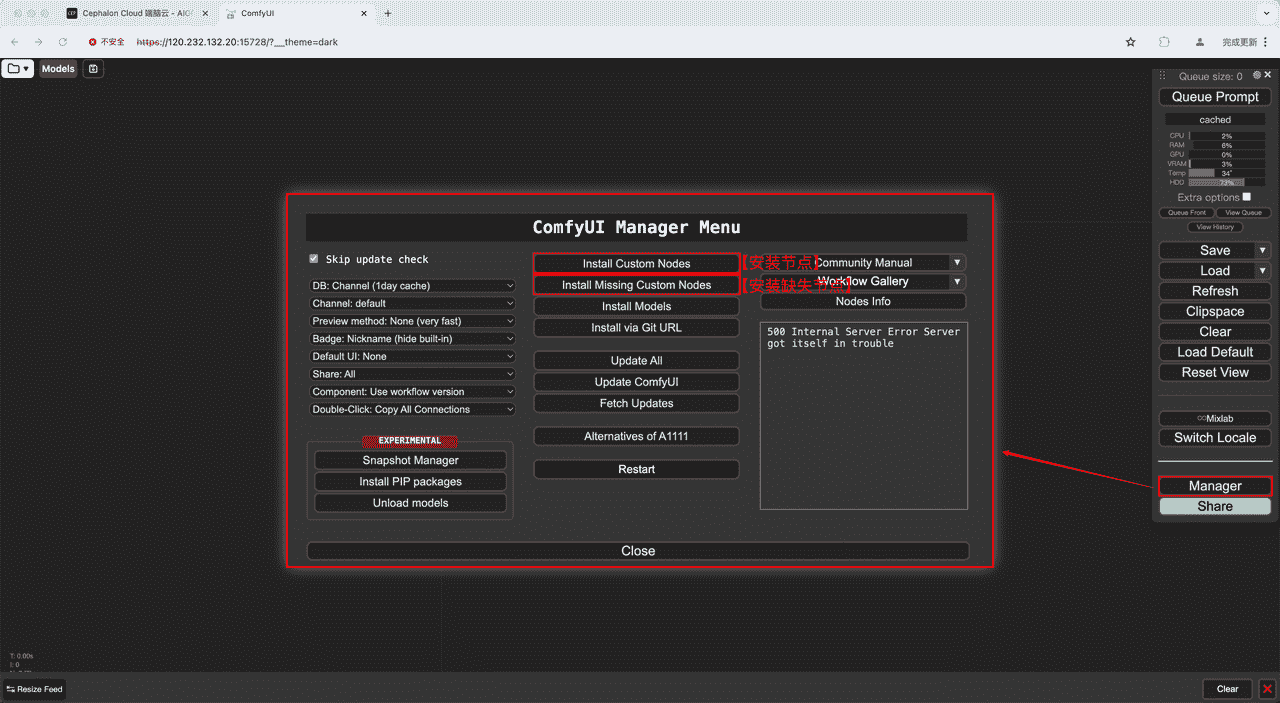 Cephalon Cloud 端脑云 - AIG
ComfyUI
不安全
https://120.232.132.20:15728/?__theme=dark
完成更新
Models
Queue size: 0
Queue Prompt
cached
CPU 2%
RAM 6%
GPU 0%
VRAM 3%
Temp 34°
HDD 73%
Extra options
Queue Front
View Queue
View History
Save
Load
Refresh
Clipspace
Clear
Load Default
Reset View
Mixlab
Switch Locale
Manager
Share
ComfyUI Manager Menu
Skip update check
DB: Channel (1day cache)
Channel: default
Preview method: None (very fast)
Badge: Nickname (hide built-in)
Default UI: None
Share: All
Component: Use workflow version
Double-Click: Copy All Connections
EXPERIMENTAL
Snapshot Manager
Install PIP packages
Unload models
Install Custom Nodes
【安装节点】
Install Missing Custom Nodes
【安装缺失节点】
Install Models
Install via Git URL
Update All
Update ComfyUI
Fetch Updates
Alternatives of A1111
Restart
Community Manual
Workflow Gallery
Nodes Info
500 Internal Server Error Server
got itself in trouble
Close
T: 0.00s
I: 0
Resize Feed
Clear